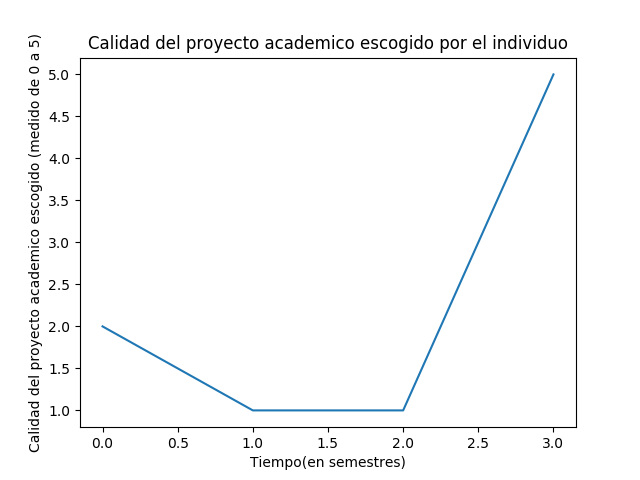 Calidad del proyecto academico escogido por el individuo
Calidad del proyecto academico escogido (medido de 0 a 5)
5.0
4.5
4.0
3.5
3.0
2.5
2.0
1.5
1.0
0.0 0.5 1.0 1.5 2.0 2.5 3.0
Tiempo(en semestres)